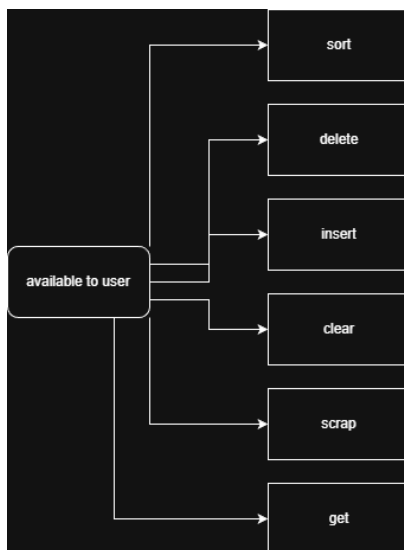 sort
delete
insert
available to user
clear
scrap
get